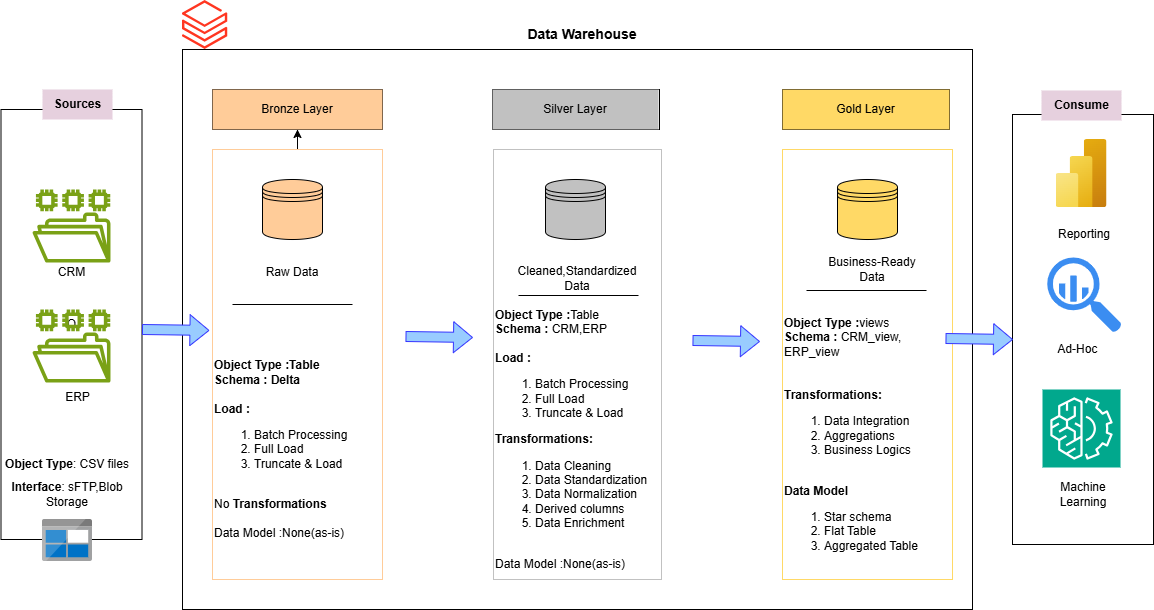 Data Warehouse
Sources
CRM
ERP
Object Type: CSV files
Interface: sFTP,Blob
Storage
Bronze Layer
Raw Data
Object Type :Table
Schema : Delta
Load :
1. Batch Processing
2. Full Load
3. Truncate & Load
No Transformations
Data Model :None(as-is)
Silver Layer
Cleaned,Standardized
Data
Object Type :Table
Schema : CRM,ERP
Load :
1. Batch Processing
2. Full Load
3. Truncate & Load
Transformations:
1. Data Cleaning
2. Data Standardization
3. Data Normalization
4. Derived columns
5. Data Enrichment
Data Model :None(as-is)
Gold Layer
Business-Ready
Data
Object Type :views
Schema : CRM_view,
ERP_view
Transformations:
1. Data Integration
2. Aggregations
3. Business Logics
Data Model
1. Star schema
2. Flat Table
3. Aggregated Table
Consume
Reporting
Ad-Hoc
Machine
Learning